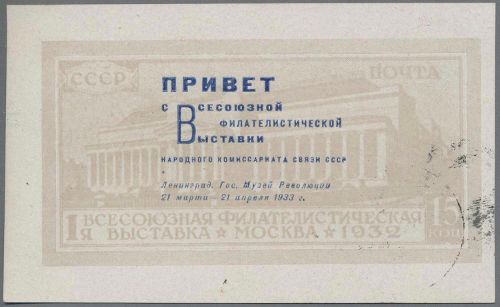 СССР
ПОЧТА
ПРИВЕТ
с Всесоюзной
филателистической
Выставки
народного комиссариата связи СССР
Ленинград. Гос. Музей Революции
21 марта — 21 апреля 1933 г.
1я ВСЕСОЮЗНАЯ ФИЛАТЕЛИСТИЧЕСКАЯ
ВЫСТАВКА ★ МОСКВА ★ 1932
15 КОП.